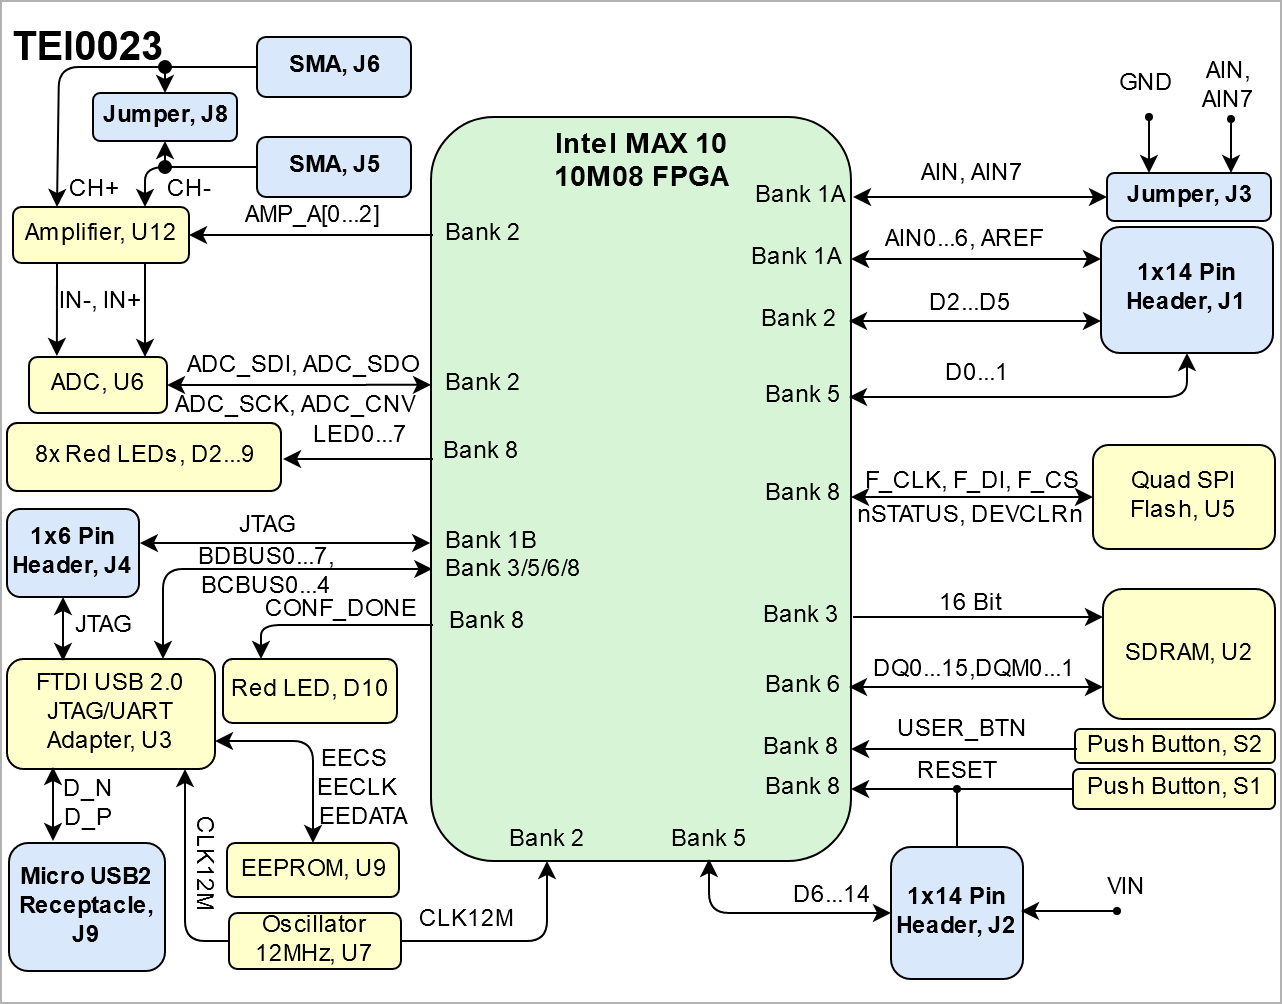 TEI0023
SMA, J6
Jumper, J8
SMA, J5
CH+
CH-
Amplifier, U12
AMP_A[0...2]
Bank 2
IN-, IN+
ADC, U6
ADC_SDI, ADC_SDO
ADC_SCK, ADC_CNV
Bank 2
8x Red LEDs, D2...9
LED0...7
Bank 8
1x6 Pin
Header, J4
JTAG
Bank 1B
BDBUS0...7,
BCBUS0...4
Bank 3/5/6/8
CONF_DONE
Bank 8
JTAG
Red LED, D10
FTDI USB 2.0
JTAG/UART
Adapter, U3
EECS
EECLK
EEDATA
D_N
D_P
CLK12M
EEPROM, U9
Micro USB2
Receptacle,
J9
Oscillator
12MHz, U7
CLK12M
Bank 2
Intel MAX 10
10M08 FPGA
GND
AIN,
AIN7
Bank 1A
AIN, AIN7
Jumper, J3
Bank 1A
AIN0...6, AREF
1x14 Pin
Header, J1
Bank 2
D2...D5
Bank 5
D0...1
Bank 8
F_CLK, F_DI, F_CS
nSTATUS, DEVCLRn
Quad SPI
Flash, U5
Bank 3
16 Bit
SDRAM, U2
Bank 6
DQ0...15,DQM0...1
Bank 8
USER_BTN
Push Button, S2
Bank 8
RESET
Push Button, S1
Bank 5
D6...14
1x14 Pin
Header, J2
VIN